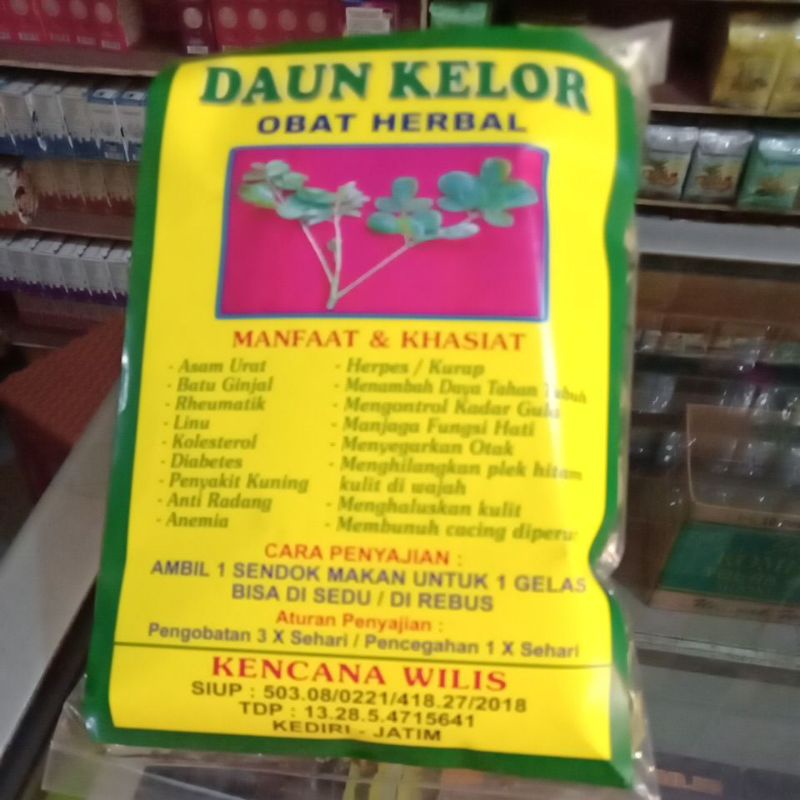 DAUN KELOR
OBAT HERBAL
MANFAAT & KHASIAT
- Asam Urat
- Batu Ginjal
- Rheumatik
- Linu
- Kolesterol
- Diabetes
- Penyakit Kuning
- Anti Radang
- Anemia
- Herpes / Kurap
- Menambah Daya Tahan Tubuh
- Mengontrol Kadar Gula
- Manjaga Fungsi Hati
- Menyegarkan Otak
- Menghilangkan plek hitam
kulit di wajah
- Menghaluskan kulit
- Membunuh cacing
CARA PENYAJIAN :
AMBIL 1 SENDOK MAKAN UNTUK 1 GELAS
BISA DI SEDU / DI REBUS
Aturan Penyajian :
Pengobatan 3 X Sehari / Pencegahan 1 X Sehari
KENCANA WILIS
SIUP : 503.08/0221/418.27/2018
TDP : 13.28.5.4715641
KEDIRI - JATIM